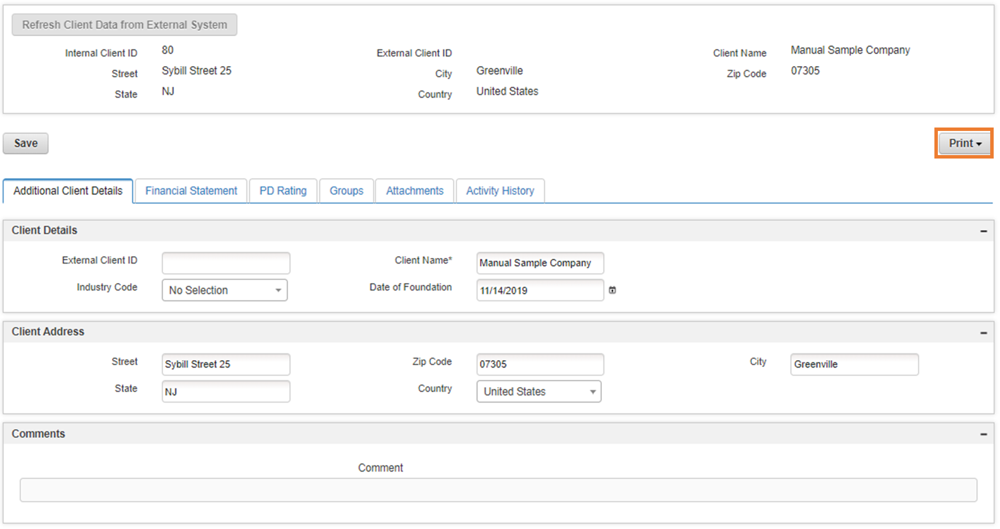 Refresh Client Data from External System
Internal Client ID 80 External Client ID Client Name Manual Sample Company
Street Sybill Street 25 City Greenville Zip Code 07305
State NJ Country United States
Save Print
Additional Client Details Financial Statement PD Rating Groups Attachments Activity History
Client Details
External Client ID Client Name* Manual Sample Company
Industry Code No Selection Date of Foundation 11/14/2019
Client Address
Street Sybill Street 25 Zip Code 07305 City Greenville
State NJ Country United States
Comments
Comment